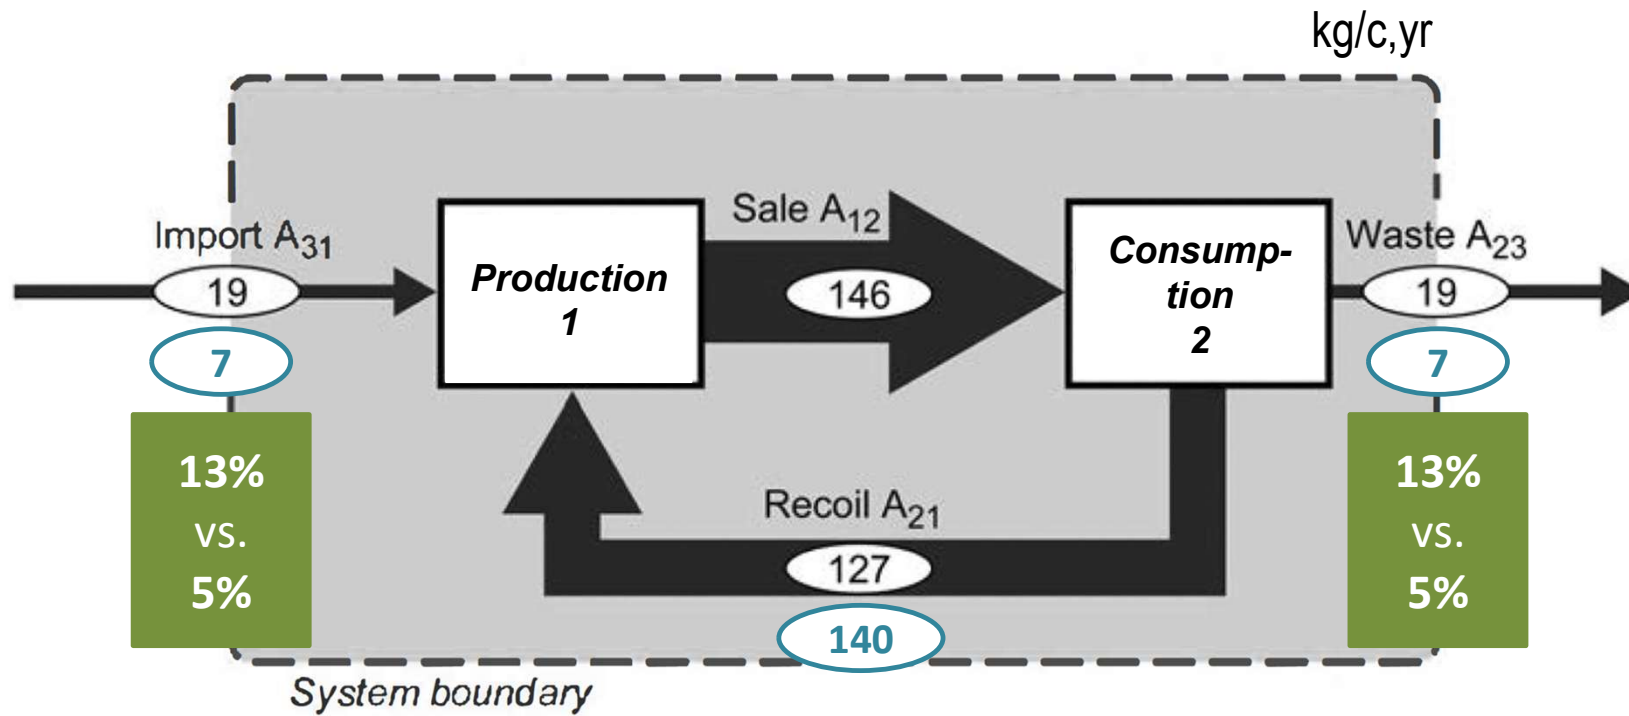 kg/c,yr
Import A31
19
7
13%
vs.
5%
Production
1
Sale A12
146
Consump-
tion
2
Waste A23
19
7
13%
vs.
5%
Recoil A21
127
140
System boundary